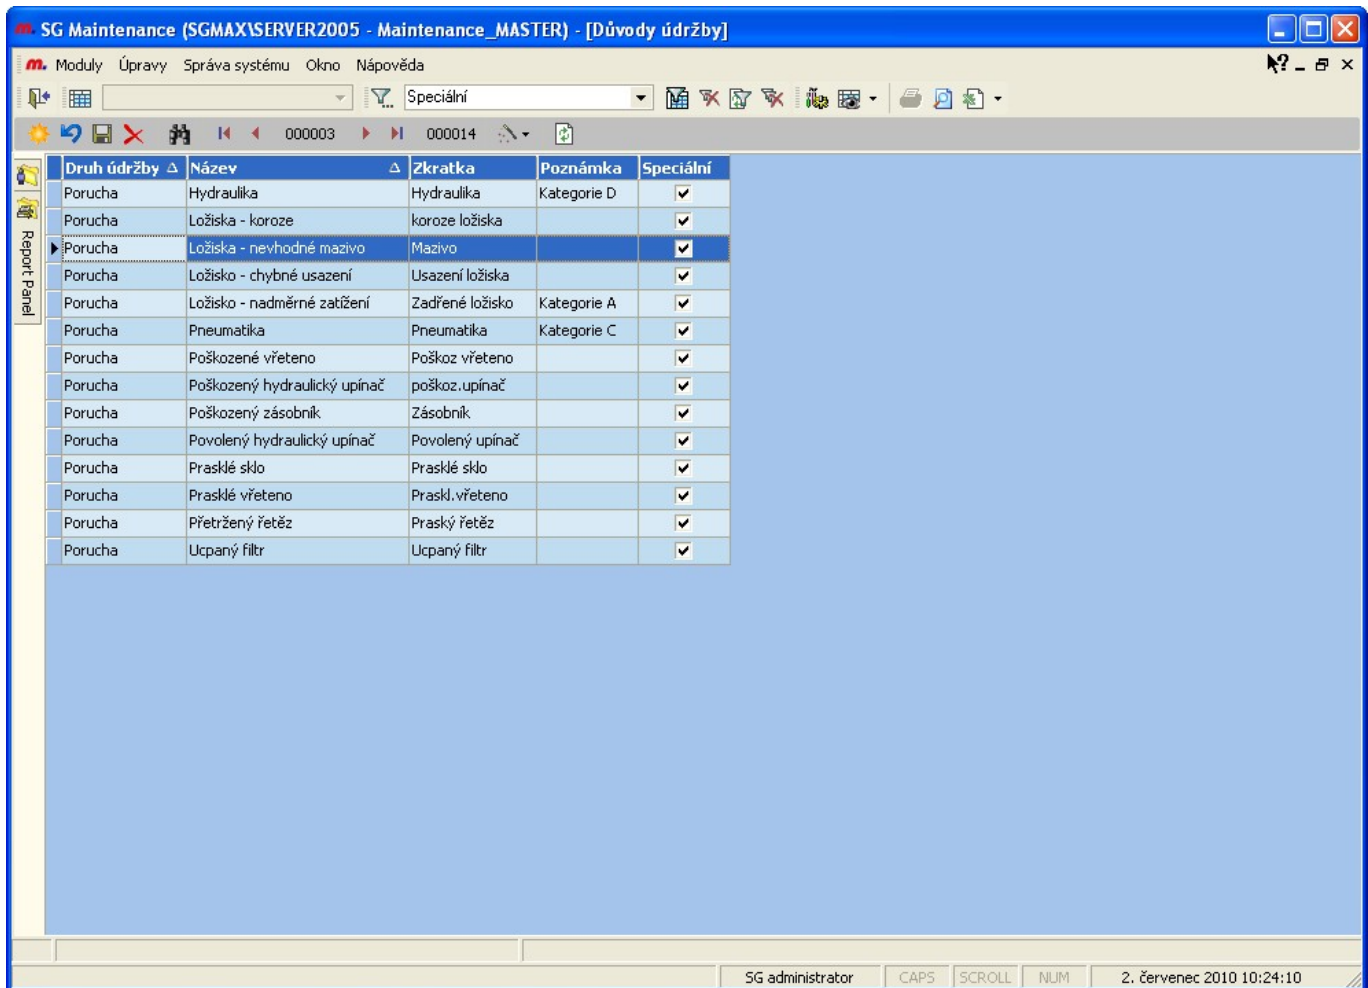 m. SG Maintenance (SGMAX\SERVER2005 - Maintenance_MASTER) - [Důvody údržby]
m. Moduly Úpravy Správa systému Okno Nápověda
Speciální
000003 000014
Druh údržby Název Zkratka Poznámka Speciální
Porucha Hydraulika Hydraulika Kategorie D
Porucha Ložiska - koroze koroze ložiska
Porucha Ložiska - nevhodné mazivo Mazivo
Porucha Ložisko - chybné usazení Usazení ložiska
Porucha Ložisko - nadměrné zatížení Zadřené ložisko Kategorie A
Porucha Pneumatika Pneumatika Kategorie C
Porucha Poškozené vřeteno Poškoz vřeteno
Porucha Poškozený hydraulický upínač poškoz.upínač
Porucha Poškozený zásobník Zásobník
Porucha Povolený hydraulický upínač Povolený upínač
Porucha Prasklé sklo Prasklé sklo
Porucha Prasklé vřeteno Praskl.vřeteno
Porucha Přetržený řetěz Praský řetěz
Porucha Ucpaný filtr Ucpaný filtr
Report Panel
SG administrator CAPS SCROLL NUM 2. červenec 2010 10:24:10